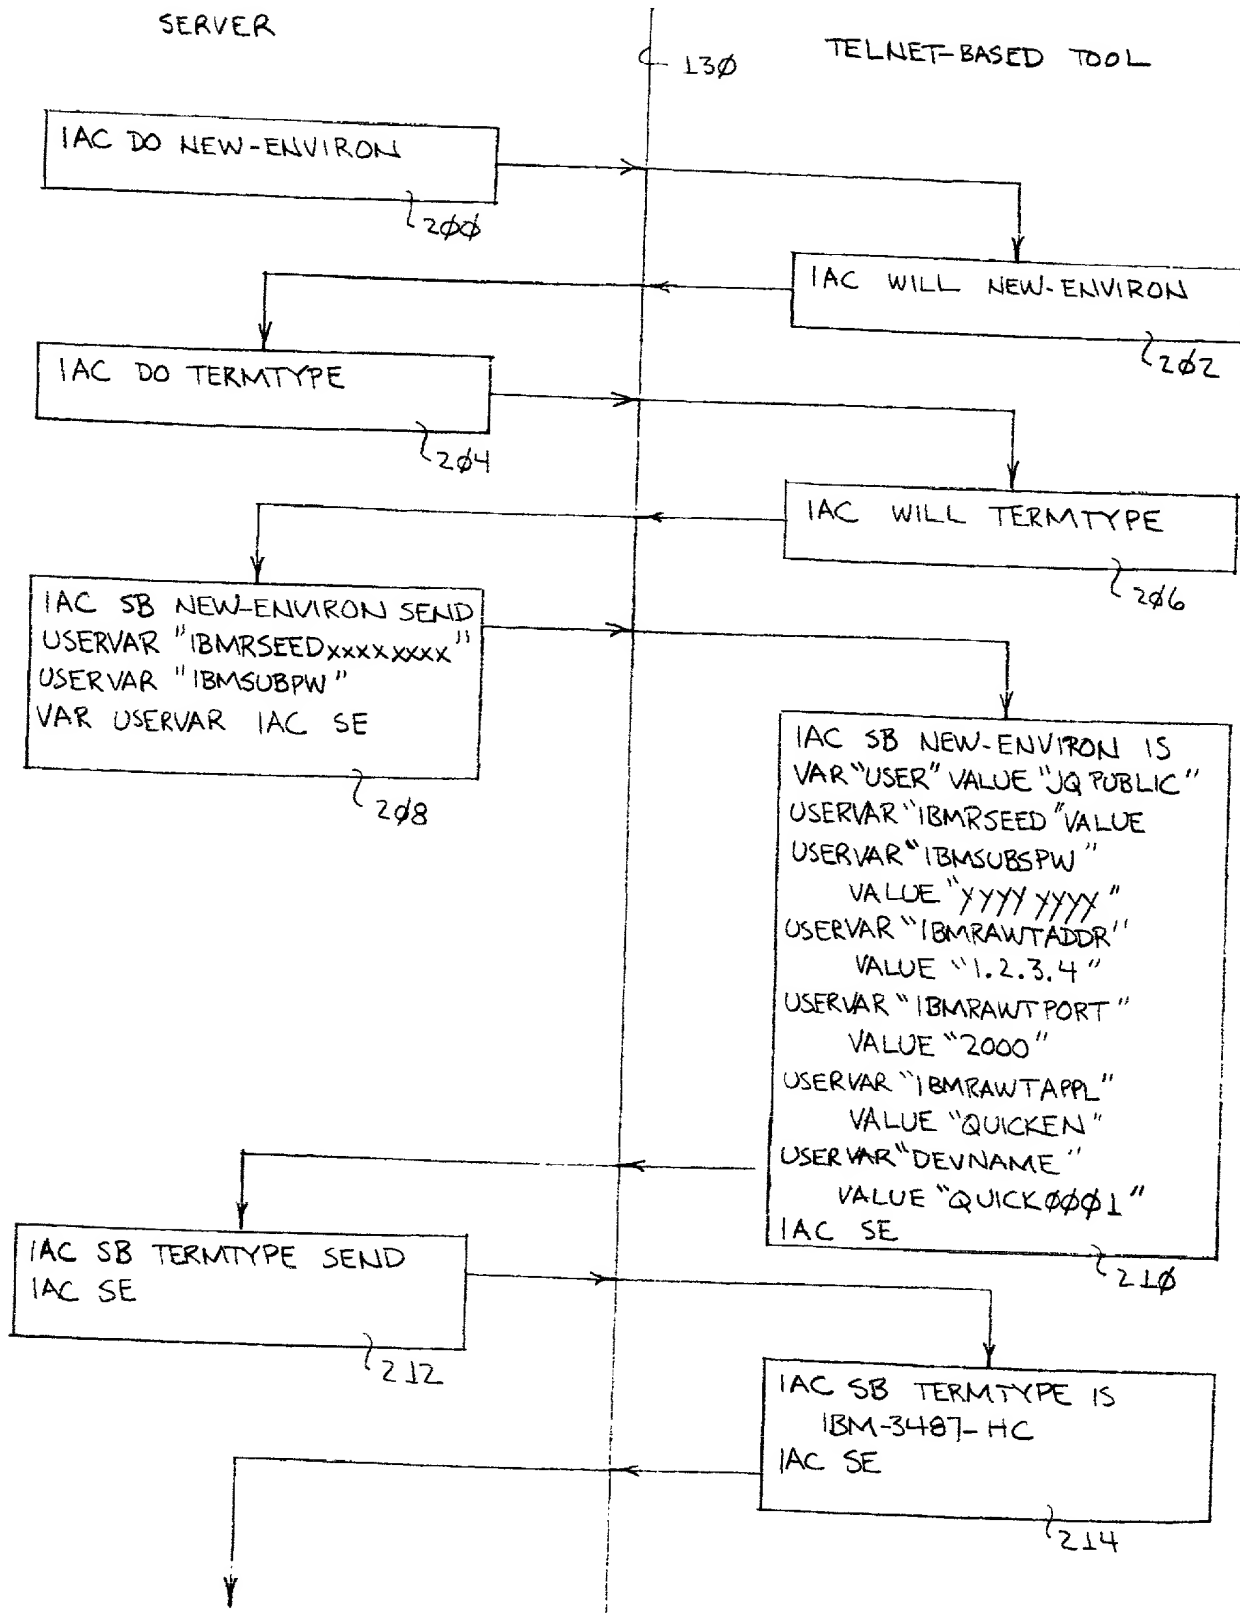 SERVER
130
TELNET-BASED TOOL
IAC DO NEW-ENVIRON
200
IAC WILL NEW-ENVIRON
202
IAC DO TERMTYPE
204
IAC WILL TERMTYPE
206
IAC SB NEW-ENVIRON SEND
USERVAR "IBMRSEEDxxxxxxxx"
USERVAR "IBMSUBPW"
VAR USERVAR IAC SE
208
IAC SB NEW-ENVIRON IS
VAR "USER" VALUE "JQPUBLIC"
USERVAR "IBMRSEED" VALUE
USERVAR "IBMSUBSPW"
VALUE "YYYYYYYY"
USERVAR "IBMRAWTADDR"
VALUE "1.2.3.4"
USERVAR "IBMRAWTPORT"
VALUE "2000"
USERVAR "IBMRAWTAPPL"
VALUE "QUICKEN"
USERVAR "DEVNAME"
VALUE "QUICK0001"
IAC SE
210
IAC SB TERMTYPE SEND
IAC SE
212
IAC SB TERMTYPE IS
IBM-3487-HC
IAC SE
214